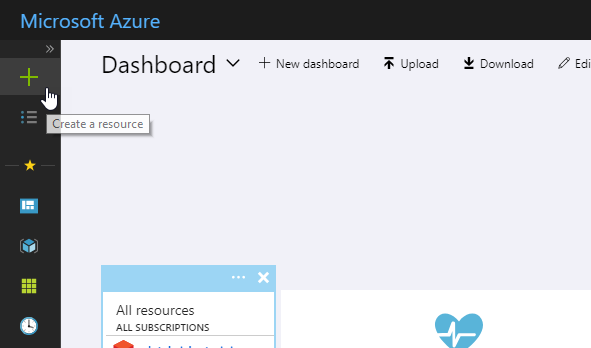 Microsoft Azure
Dashboard
New dashboard
Upload
Download
Create a resource
All resources
ALL SUBSCRIPTIONS